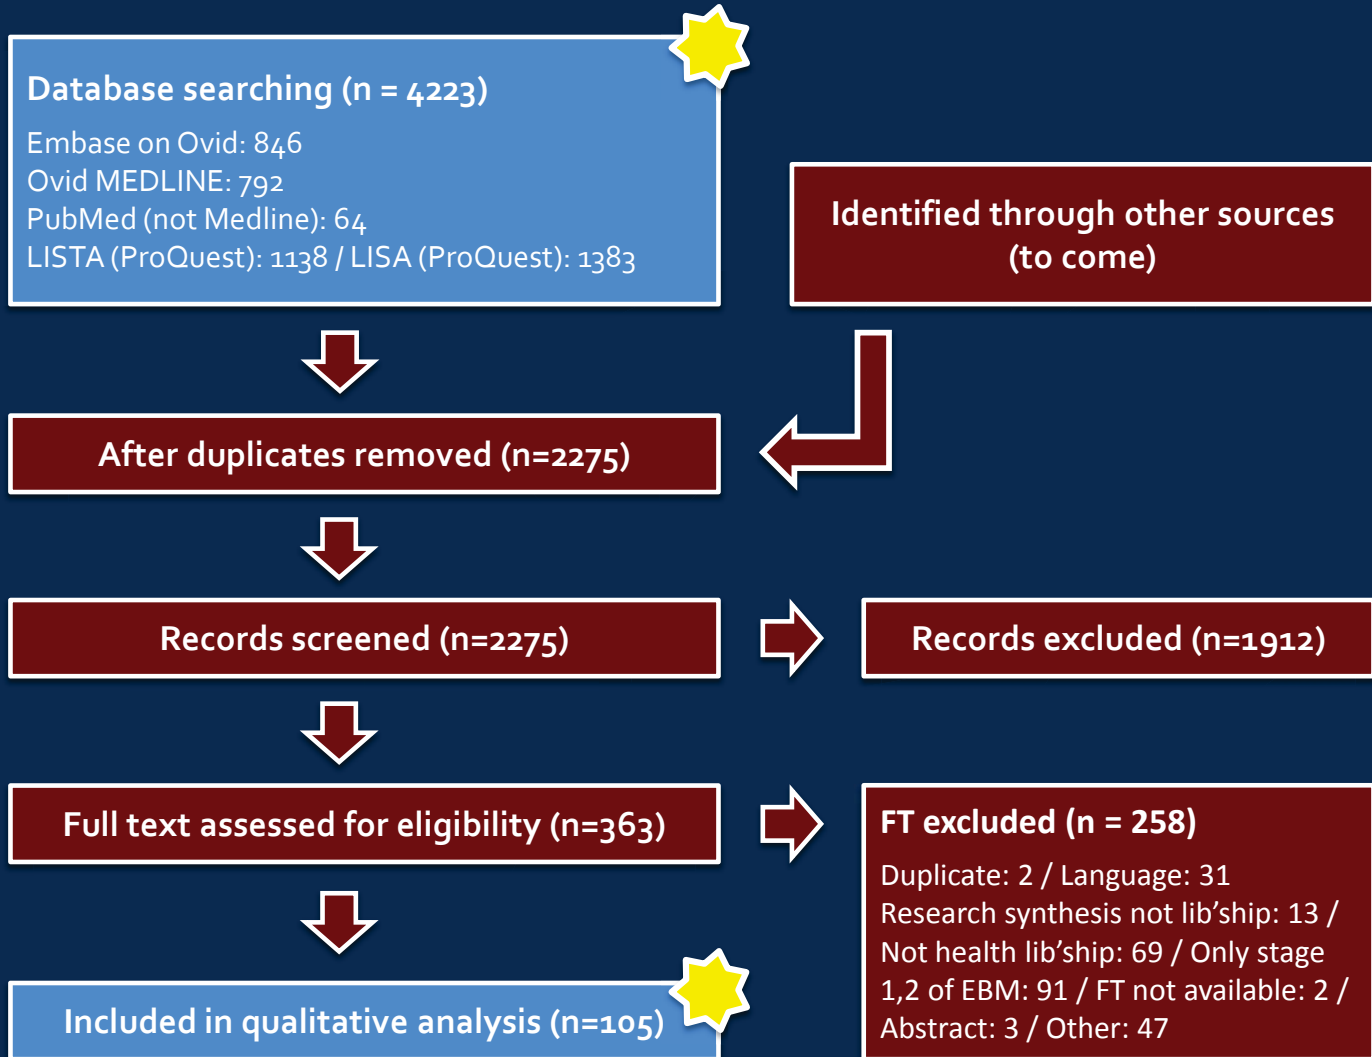 Database searching (n = 4223)
Embase on Ovid: 846
Ovid MEDLINE: 792
PubMed (not Medline): 64
LISTA (ProQuest): 1138 / LISA (ProQuest): 1383
Identified through other sources
(to come)
After duplicates removed (n=2275)
Records screened (n=2275)
Records excluded (n=1912)
Full text assessed for eligibility (n=363)
FT excluded (n = 258)
Duplicate: 2 / Language: 31
Research synthesis not lib’ship: 13 /
Not health lib’ship: 69 / Only stage
1,2 of EBM: 91 / FT not available: 2 /
Abstract: 3 / Other: 47
Included in qualitative analysis (n=105)